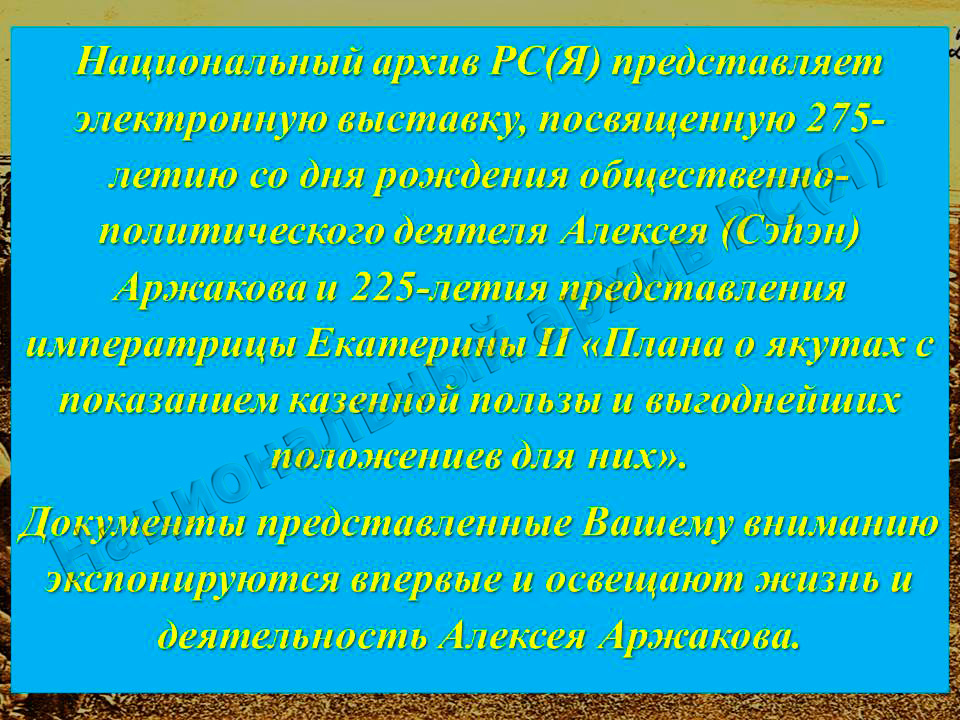 Национальный архив РС(Я) представляет
электронную выставку, посвященную 275-
летию со дня рождения общественно-
политического деятеля Алексея (Сэһэн)
Аржакова и 225-летия представления
императрицы Екатерины II «Плана о якутах с
показанием казенной пользы и выгоднейших
положениев для них».
Документы представленные Вашему вниманию
экспонируются впервые и освещают жизнь и
деятельность Алексея Аржакова.
Национальный архив РС(Я)